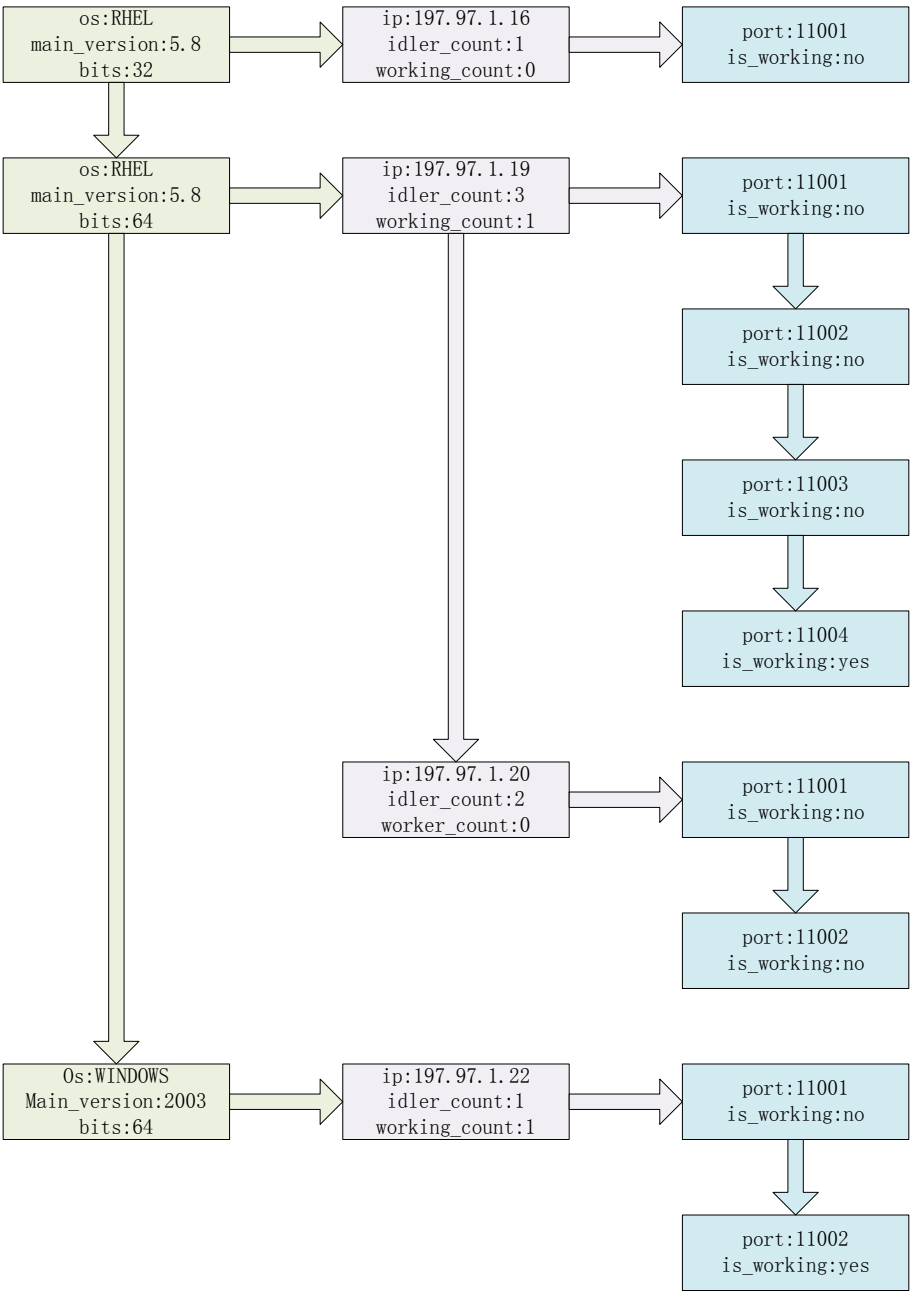 os:RHEL
main_version:5.8
bits:32
ip:197.97.1.16
idler_count:1
working_count:0
port:11001
is_working:no
os:RHEL
main_version:5.8
bits:64
ip:197.97.1.19
idler_count:3
working_count:1
port:11001
is_working:no
port:11002
is_working:no
port:11003
is_working:no
port:11004
is_working:yes
ip:197.97.1.20
idler_count:2
worker_count:0
port:11001
is_working:no
port:11002
is_working:no
Os:WINDOWS
Main_version:2003
bits:64
ip:197.97.1.22
idler_count:1
working_count:1
port:11001
is_working:no
port:11002
is_working:yes